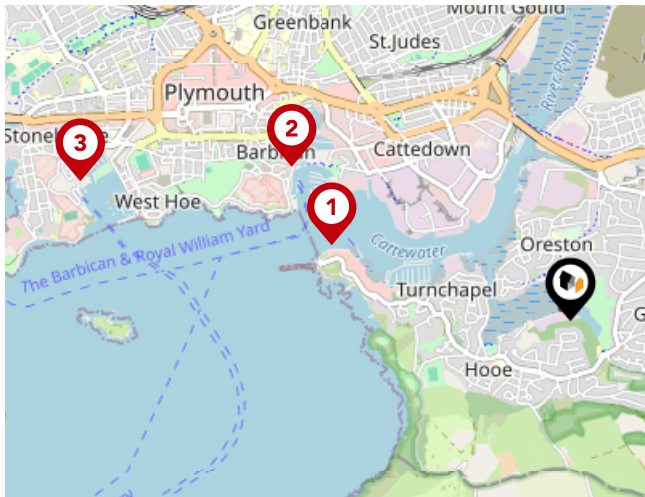 Mount Gould
Greenbank
St.Judes
River Plym
Plymouth
2
3
Barbican
Cattedown
West Hoe
1
The Barbican & Royal William Yard
Cattewater
Oreston
Turnchapel
Hooe